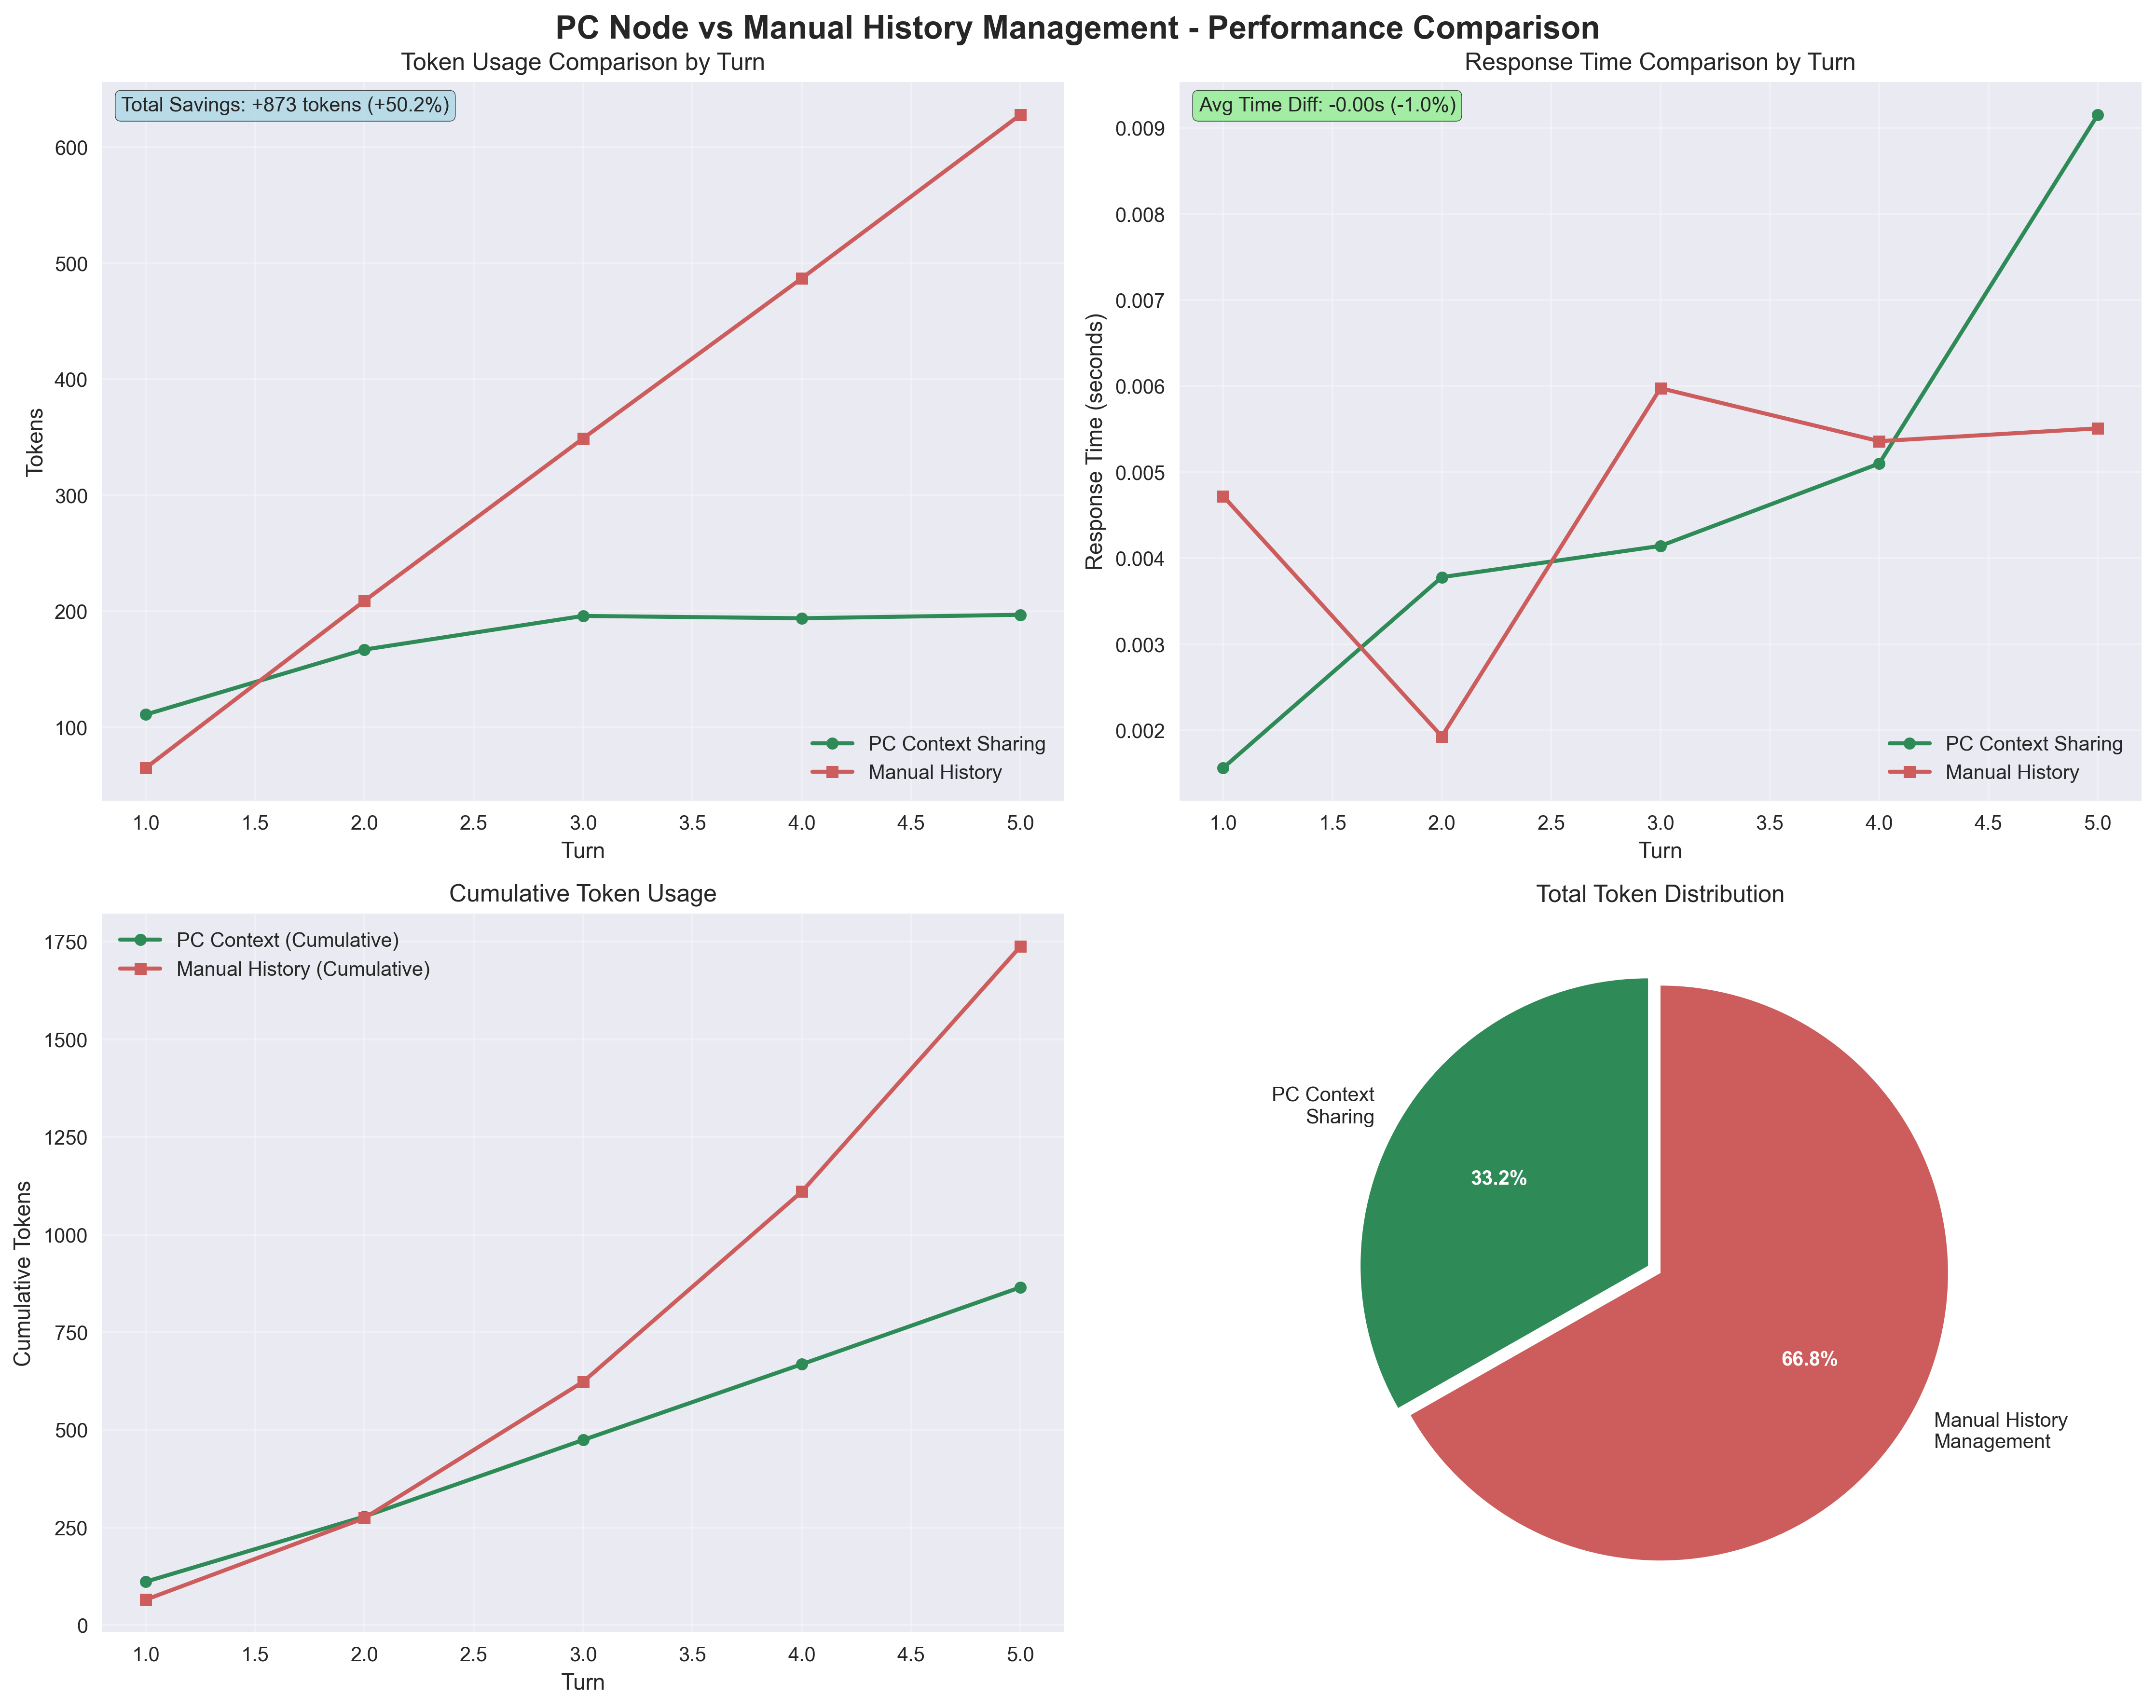 PC Node vs Manual History Management - Performance Comparison
Token Usage Comparison by Turn
Total Savings: +873 tokens (+50.2%)
Tokens
600
500
400
300
200
100
PC Context Sharing
Manual History
1.0 1.5 2.0 2.5 3.0 3.5 4.0 4.5 5.0
Turn
Response Time Comparison by Turn
Avg Time Diff: -0.00s (-1.0%)
Response Time (seconds)
0.009
0.008
0.007
0.006
0.005
0.004
0.003
0.002
PC Context Sharing
Manual History
1.0 1.5 2.0 2.5 3.0 3.5 4.0 4.5 5.0
Turn
Cumulative Token Usage
PC Context (Cumulative)
Manual History (Cumulative)
Cumulative Tokens
1750
1500
1250
1000
750
500
250
0
1.0 1.5 2.0 2.5 3.0 3.5 4.0 4.5 5.0
Turn
Total Token Distribution
PC Context
Sharing
33.2%
66.8%
Manual History
Management